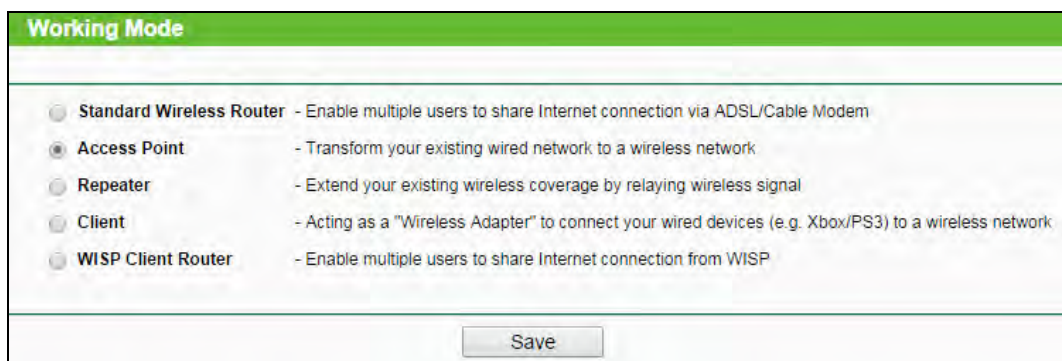 Working Mode
Standard Wireless Router - Enable multiple users to share Internet connection via ADSL/Cable Modem
Access Point - Transform your existing wired network to a wireless network
Repeater - Extend your existing wireless coverage by relaying wireless signal
Client - Acting as a "Wireless Adapter" to connect your wired devices (e.g. Xbox/PS3) to a wireless network
WISP Client Router - Enable multiple users to share Internet connection from WISP
Save